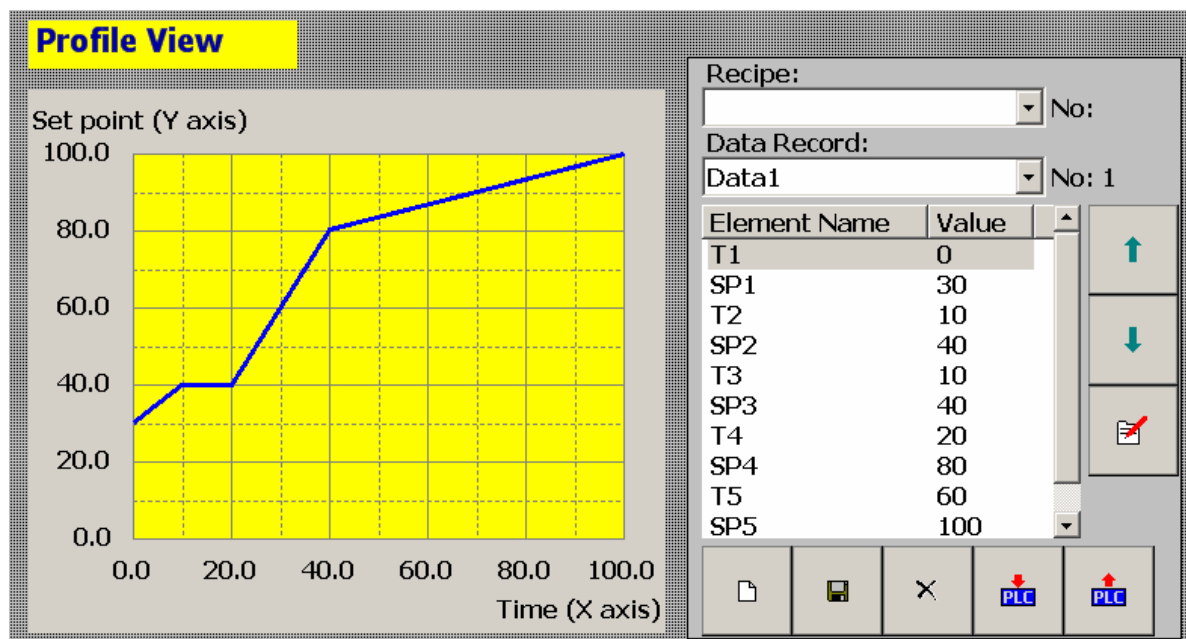 Profile View
Set point (Y axis)
100.0
80.0
60.0
40.0
20.0
0.0
0.0 20.0 40.0 60.0 80.0 100.0
Time (X axis)
Recipe:
No:
Data Record:
Data1 No: 1
Element Name Value
T1 0
SP1 30
T2 10
SP2 40
T3 10
SP3 40
T4 20
SP4 80
T5 60
SP5 100
PLC PLC